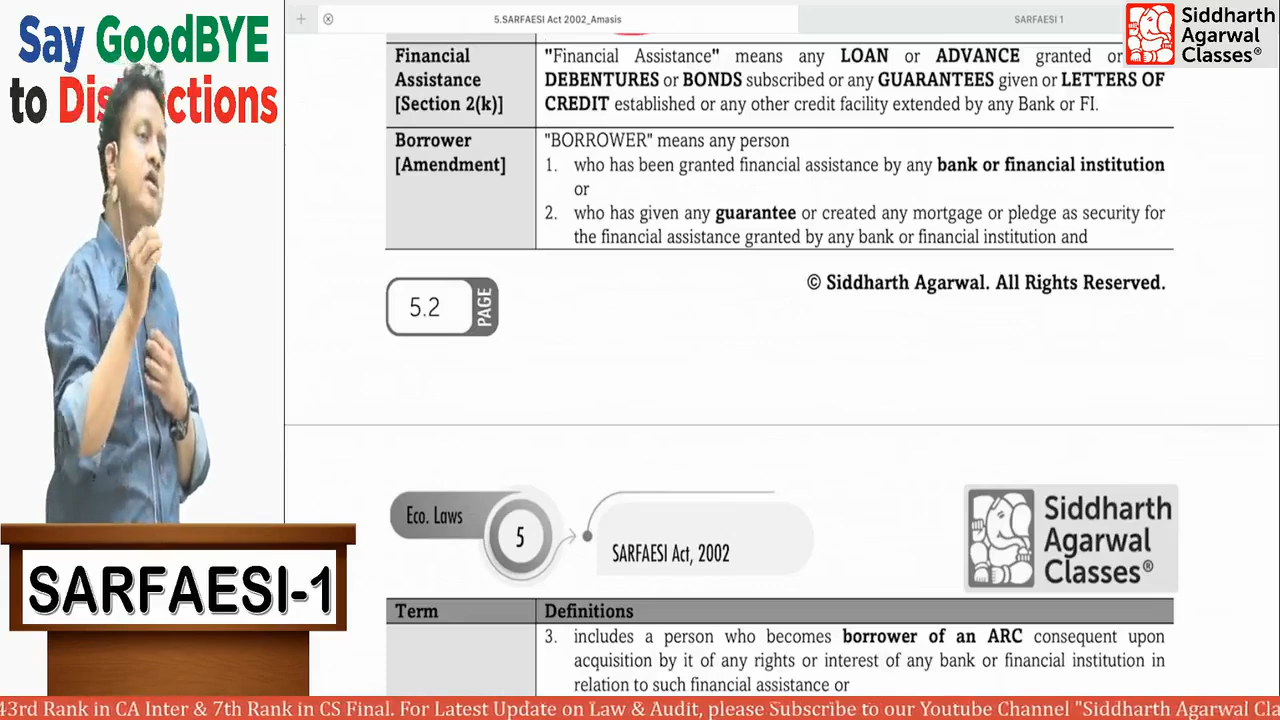 Say GoodBYE
to
5.SARFAESI Act 2002_Amasis
SARFAESI 1
Siddharth
Agarwal
Classes®
Financial
Assistance
[Section 2(k)]
"Financial Assistance" means any LOAN or ADVANCE granted or
DEBENTURES or BONDS subscribed or any GUARANTEES given or LETTERS OF
CREDIT established or any other credit facility extended by any Bank or FI.
Borrower
[Amendment]
"BORROWER" means any person
1. who has been granted financial assistance by any bank or financial institution
or
2. who has given any guarantee or created any mortgage or pledge as security for
the financial assistance granted by any bank or financial institution and
© Siddharth Agarwal. All Rights Reserved.
5.2
PAGE
Eco. Laws
5
SARFAESI Act, 2002
Siddharth
Agarwal
Classes®
Term
Definitions
3. includes a person who becomes borrower of an ARC consequent upon
acquisition by it of any rights or interest of any bank or financial institution in
relation to such financial assistance or
SARFAESI-1
43rd Rank in CA Inter & 7th Rank in CS Final. For Latest Update on Law & Audit, please Subscribe to our Youtube Channel "Siddharth Agarwal Cla